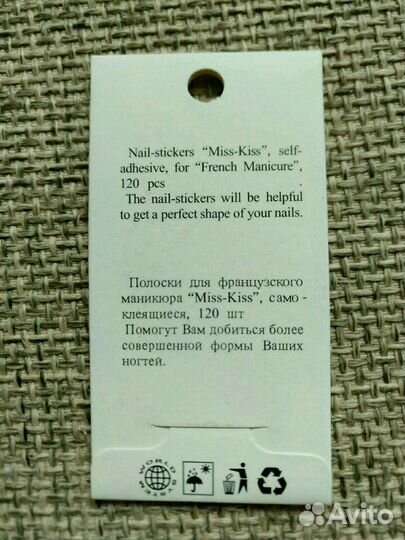 Nail-stickers “Miss-Kiss”, self-
adhesive, for “French Manicure”,
120 pcs .
The nail-stickers will be helpful
to get a perfect shape of your nails.
Полоски для французского
маникюра “Miss-Kiss”, само -
клеящиеся, 120 шт
Помогут Вам добиться более
совершенной формы Ваших
ногтей.
WORLD SYSTEM
Avito